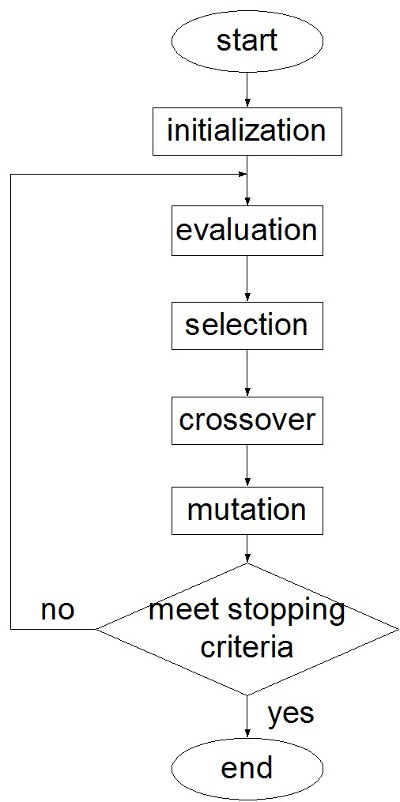 start
initialization
evaluation
selection
crossover
mutation
meet stopping
criteria
no
yes
end